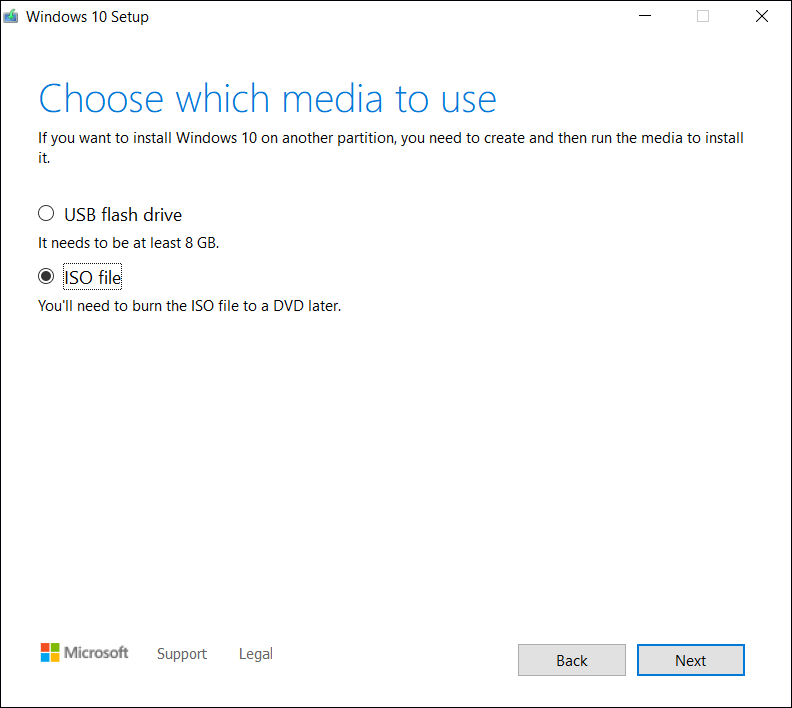 Windows 10 Setup
Choose which media to use
If you want to install Windows 10 on another partition, you need to create and then run the media to install
it.
USB flash drive
It needs to be at least 8 GB.
ISO file
You'll need to burn the ISO file to a DVD later.
Microsoft Support Legal Back Next